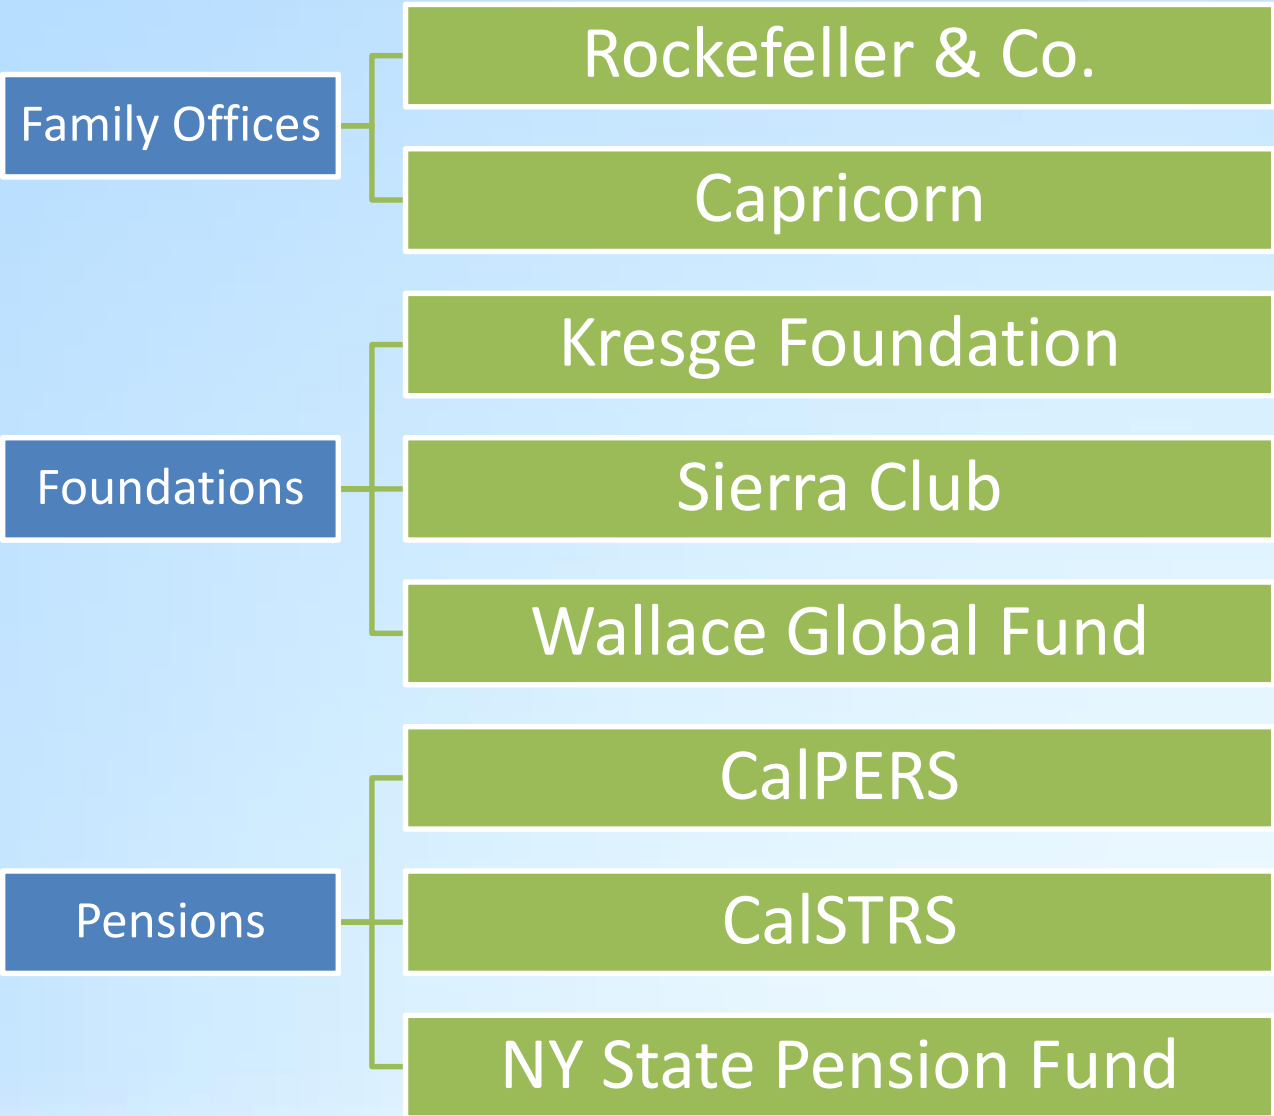 Family Offices
Rockefeller & Co.
Capricorn
Foundations
Kresge Foundation
Sierra Club
Wallace Global Fund
Pensions
CalPERS
CalSTRS
NY State Pension Fund